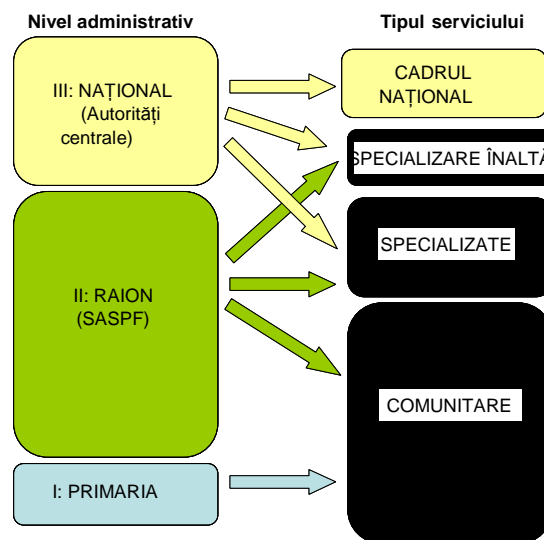 Nivel administrativ
Tipul serviciului
III: NAȚIONAL
(Autorități
centrale)
CADRUL
NAȚIONAL
SPECIALIZARE ÎNALTĂ
SPECIALIZATE
II: RAION
(SASPF)
COMUNITARE
I: PRIMARIA